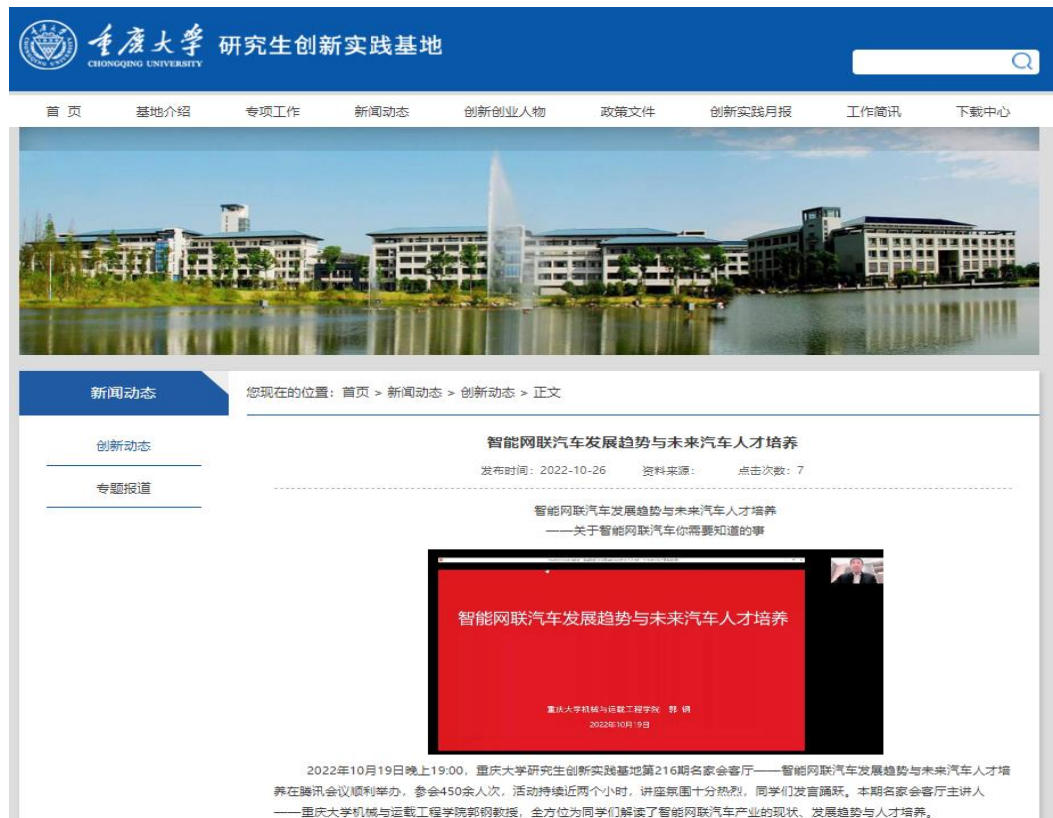 重庆大学 研究生创新实践基地
CHONGQING UNIVERSITY
首 页 基地介绍 专项工作 新闻动态 创新创业人物 政策文件 创新实践月报 工作简讯 下载中心
新闻动态
您现在的位置：首页 > 新闻动态 > 创新动态 > 正文
创新动态
专题报道
智能网联汽车发展趋势与未来汽车人才培养
发布时间：2022-10-26 资料来源： 点击次数：7
智能网联汽车发展趋势与未来汽车人才培养
——关于智能网联汽车你需要知道的事
智能网联汽车发展趋势与未来汽车人才培养
重庆大学机械与运载工程学院 郭 钢
2022年10月19日
2022年10月19日晚上19:00，重庆大学研究生创新实践基地第216期名家会客厅——智能网联汽车发展趋势与未来汽车人才培
养在腾讯会议顺利举办，参会450余人次，活动持续近两个小时，讲座氛围十分热烈，同学们发言踊跃。本期名家会客厅主讲人
——重庆大学机械与运载工程学院郭钢教授，全方位为同学们解读了智能网联汽车产业的现状、发展趋势与人才培养。